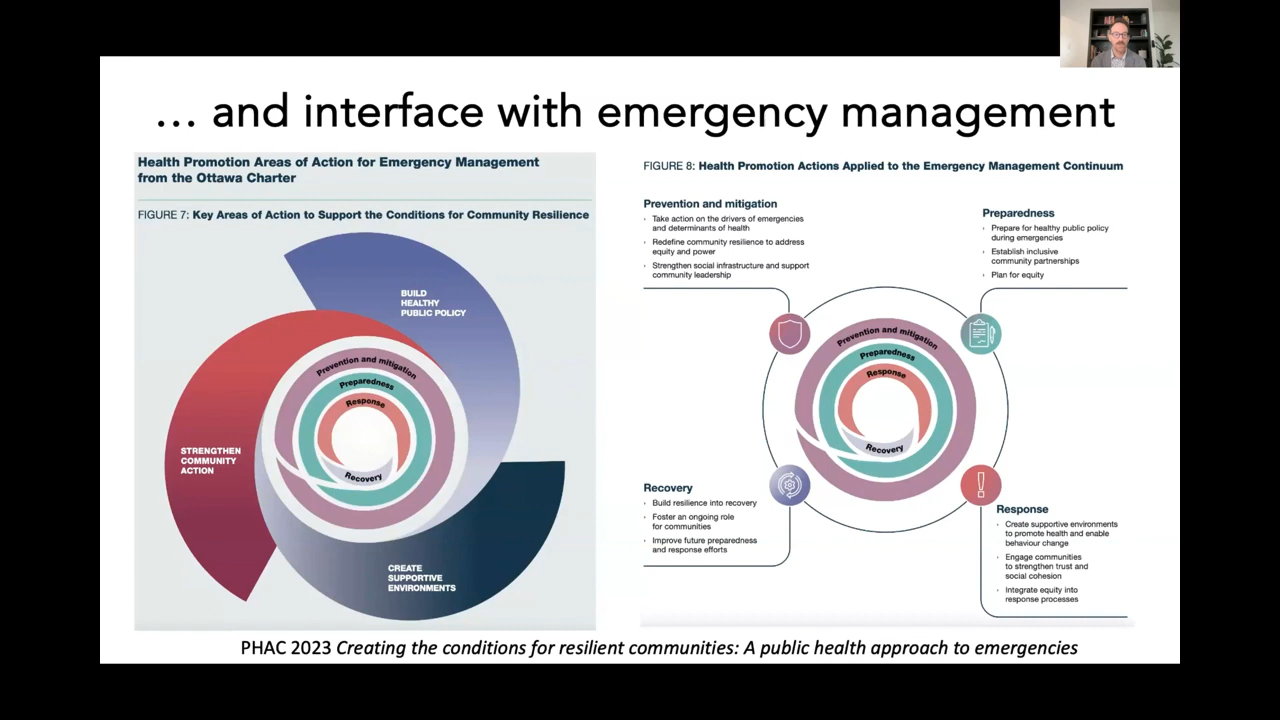 … and interface with emergency management
Health Promotion Areas of Action for Emergency Management
from the Ottawa Charter
FIGURE 7: Key Areas of Action to Support the Conditions for Community Resilience
BUILD
HEALTHY
PUBLIC POLICY
Prevention and mitigation
Preparedness
Response
Recovery
STRENGTHEN
COMMUNITY
ACTION
CREATE
SUPPORTIVE
ENVIRONMENTS
FIGURE 8: Health Promotion Actions Applied to the Emergency Management Continuum
Prevention and mitigation
Take action on the drivers of emergencies
and determinants of health
Redefine community resilience to address
equity and power
Strengthen social infrastructure and support
community leadership
Preparedness
Prepare for healthy public policy
during emergencies
Establish inclusive
community partnerships
Plan for equity
Prevention and mitigation
Preparedness
Response
Recovery
Recovery
Build resilience into recovery
Foster an ongoing role
for communities
Improve future preparedness
and response efforts
Response
Create supportive environments
to promote health and enable
behaviour change
Engage communities
to strengthen trust and
social cohesion
Integrate equity into
response processes
PHAC 2023 Creating the conditions for resilient communities: A public health approach to emergencies